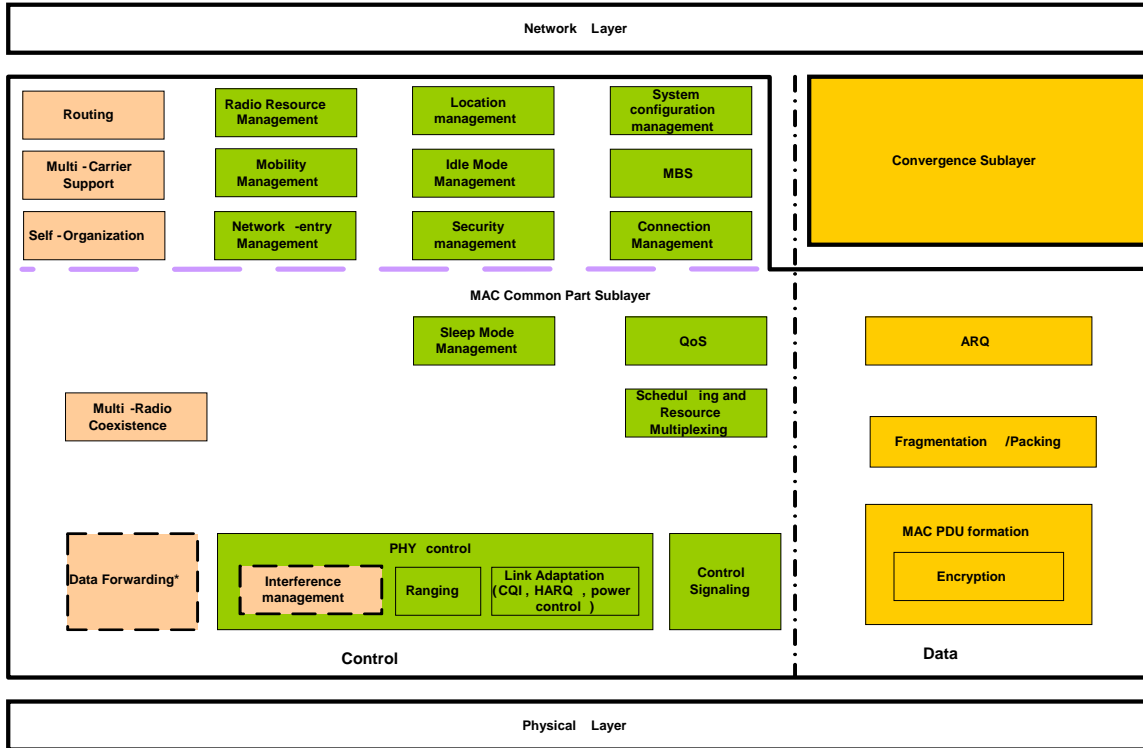 Network Layer
Routing
Radio Resource
Management
Location
management
System
configuration
management
Convergence Sublayer
Multi -Carrier
Support
Mobility
Management
Idle Mode
Management
MBS
Self -Organization
Network -entry
Management
Security
management
Connection
Management
MAC Common Part Sublayer
Sleep Mode
Management
QoS
ARQ
Multi -Radio
Coexistence
Schedul ing and
Resource
Multiplexing
Fragmentation /Packing
Data Forwarding*
PHY control
Interference
management
Ranging
Link Adaptation
(CQI, HARQ , power
control )
Control
Signaling
MAC PDU formation
Encryption
Control
Data
Physical Layer